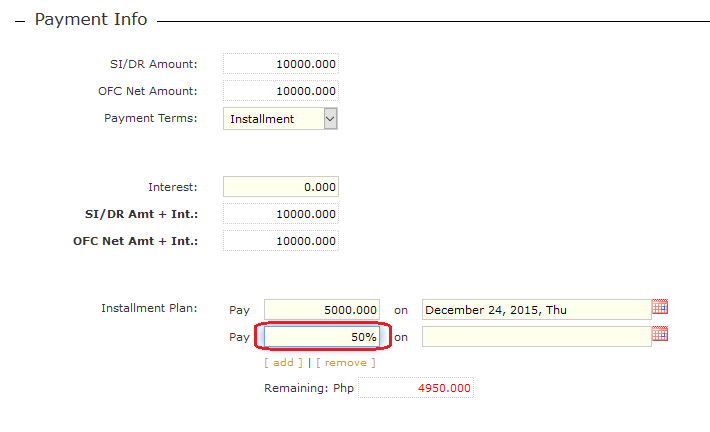 Payment Info
SI/DR Amount: 10000.000
OFC Net Amount: 10000.000
Payment Terms: Installment
Interest: 0.000
SI/DR Amt + Int.: 10000.000
OFC Net Amt + Int.: 10000.000
Installment Plan: Pay 5000.000 on December 24, 2015, Thu
Pay 50% on
[ add ] | [ remove ]
Remaining: Php 4950.000